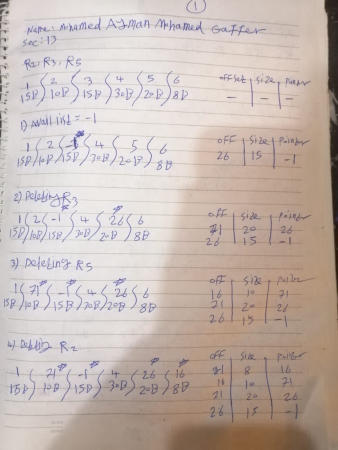 1
Name: Mohamed Ayman Mohamed Gaffer
Sec: 13
R2, R3, R5
1 2 3 4 5 6 offset size pointer
15B 10B 15B 30B 20B 8B - - -
1) Avail list = -1
1 2 * -1 4 5 6 off size pointer
15B 10B 15B 30B 20B 8B 26 15 -1
2) Deleting R3 off size pointer
1 2 -1 4 * 26 6 71 20 26
15B 10B 15B 30B 20B 8B 26 15 -1
3) Deleting R5 off size pointer
1 71 * -1 * 4 26 * 6 16 10 71
15B 10B 15B 30B 20B 8B 71 20 26
26 15 -1
4) R2 off size pointer
1 71 * -1 * 4 26 * 16 * 8 16
15B 10B 15B 30B 20B 8B 10 71
20 26
26 15 -1